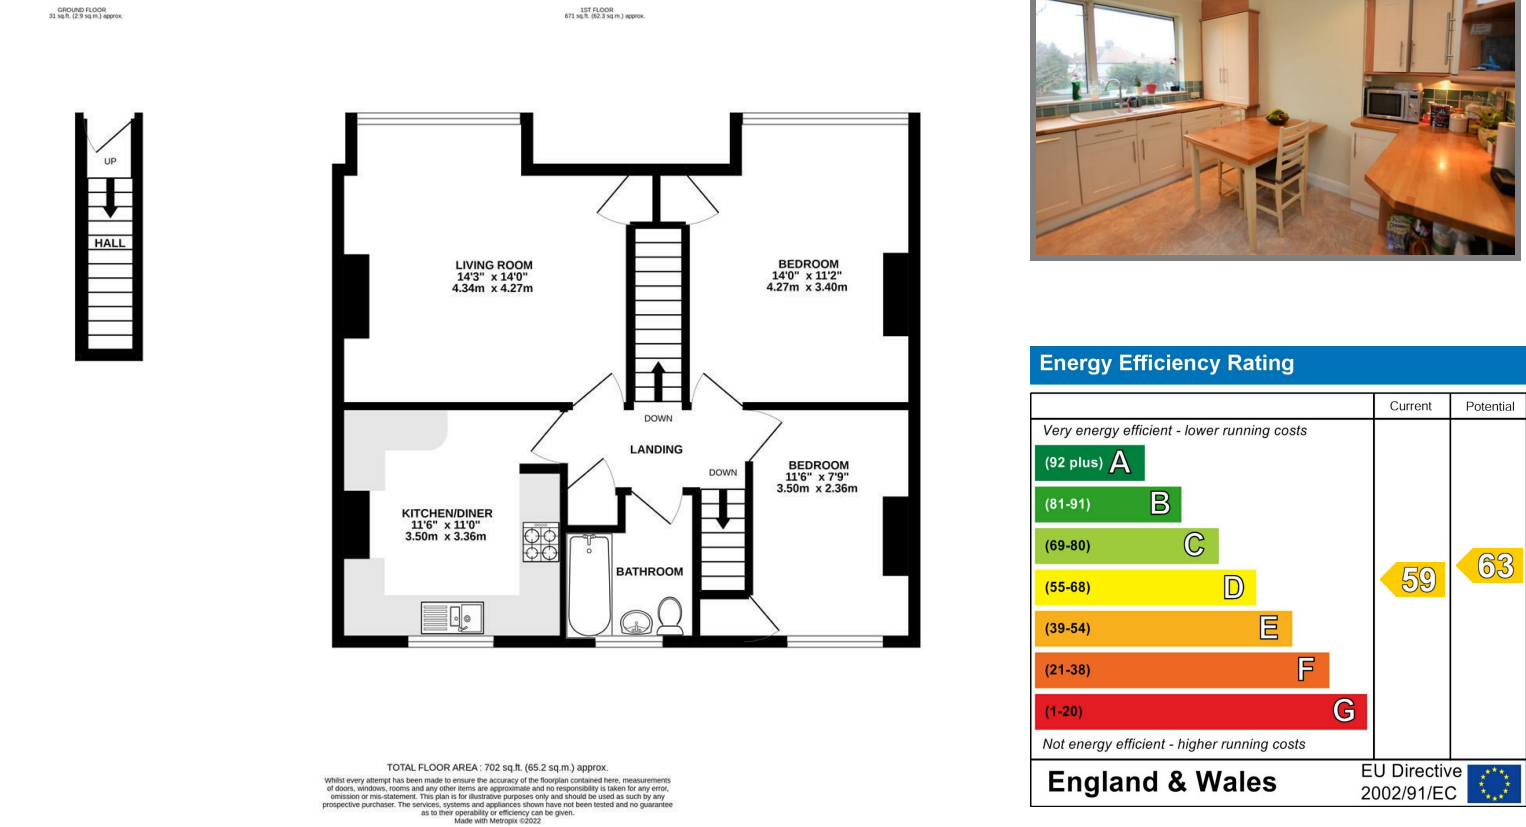 GROUND FLOOR
31 sq.ft. (2.9 sq.m.) approx.
1ST FLOOR
671 sq.ft. (62.3 sq.m.) approx.
UP
HALL
LIVING ROOM
14'3" x 14'0"
4.34m x 4.27m
BEDROOM
14'0" x 11'2"
4.27m x 3.40m
DOWN
LANDING
DOWN
BEDROOM
11'6" x 7'9"
3.50m x 2.36m
KITCHEN/DINER
11'6" x 11'0"
3.50m x 3.36m
BATHROOM
TOTAL FLOOR AREA : 702 sq.ft. (65.2 sq.m.) approx.
Whilst every attempt has been made to ensure the accuracy of the floorplan contained here, measurements
of doors, windows, rooms and any other items are approximate and no responsibility is taken for any error,
omission or mis-statement. This plan is for illustrative purposes only and should be used as such by any
prospective purchaser. The services, systems and appliances shown have not been tested and no guarantee
as to their operability or efficiency can be given.
Made with Metropix ©2022
Energy Efficiency Rating
Current
Potential
Very energy efficient - lower running costs
(92 plus) A
(81-91) B
(69-80) C
(55-68) D
(39-54) E
(21-38) F
(1-20) G
59
63
Not energy efficient - higher running costs
England & Wales
EU Directive
2002/91/EC